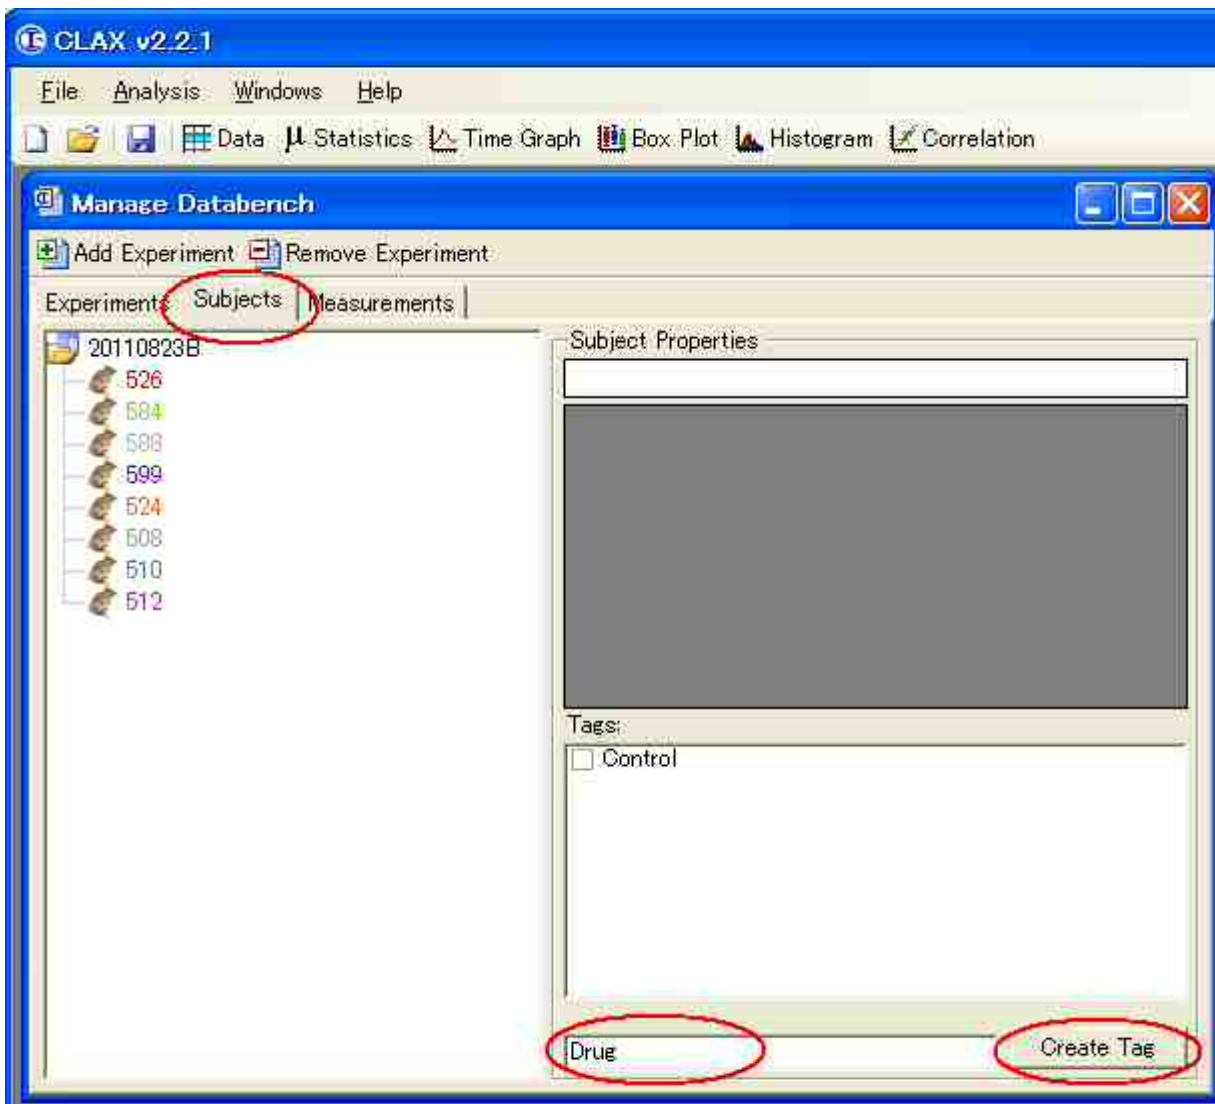 CLAX v2.2.1
File Analysis Windows Help
Data μ Statistics Time Graph Box Plot Histogram Correlation
Manage Databench
Add Experiment Remove Experiment
Experiments Subjects Measurements
20110823B
526
584
588
599
524
508
510
512
Subject Properties
Tags:
Control
Drug
Create Tag